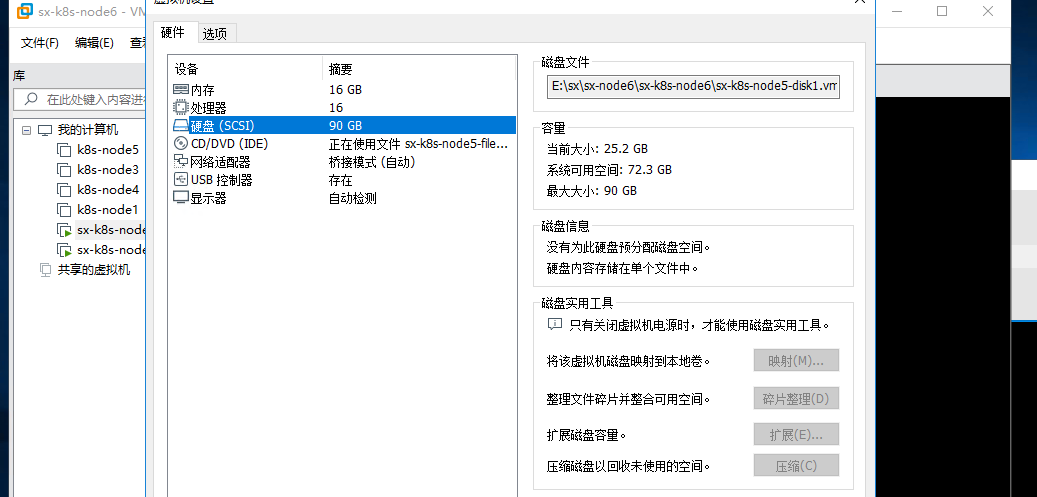 sx-k8s-node6 - VM
虚拟机设置
文件(F) 编辑(E) 查看
硬件 选项
库
在此处键入内容进行
我的计算机
k8s-node5
k8s-node3
k8s-node4
k8s-node1
sx-k8s-node
sx-k8s-node
共享的虚拟机
设备 摘要
内存 16 GB
处理器 16
硬盘 (SCSI) 90 GB
CD/DVD (IDE) 正在使用文件 sx-k8s-node5-file...
网络适配器 桥接模式 (自动)
USB 控制器 存在
显示器 自动检测
磁盘文件
E:\sx\sx-node6\sx-k8s-node6\sx-k8s-node5-disk1.vm
容量
当前大小: 25.2 GB
系统可用空间: 72.3 GB
最大大小: 90 GB
磁盘信息
没有为此硬盘预分配磁盘空间。
硬盘内容存储在单个文件中。
磁盘实用工具
只有关闭虚拟机电源时，才能使用磁盘实用工具。
将该虚拟机磁盘映射到本地卷。 映射(M)...
整理文件碎片并整合可用空间。 碎片整理(D)
扩展磁盘容量。 扩展(E)...
压缩磁盘以回收未使用的空间。 压缩(C)